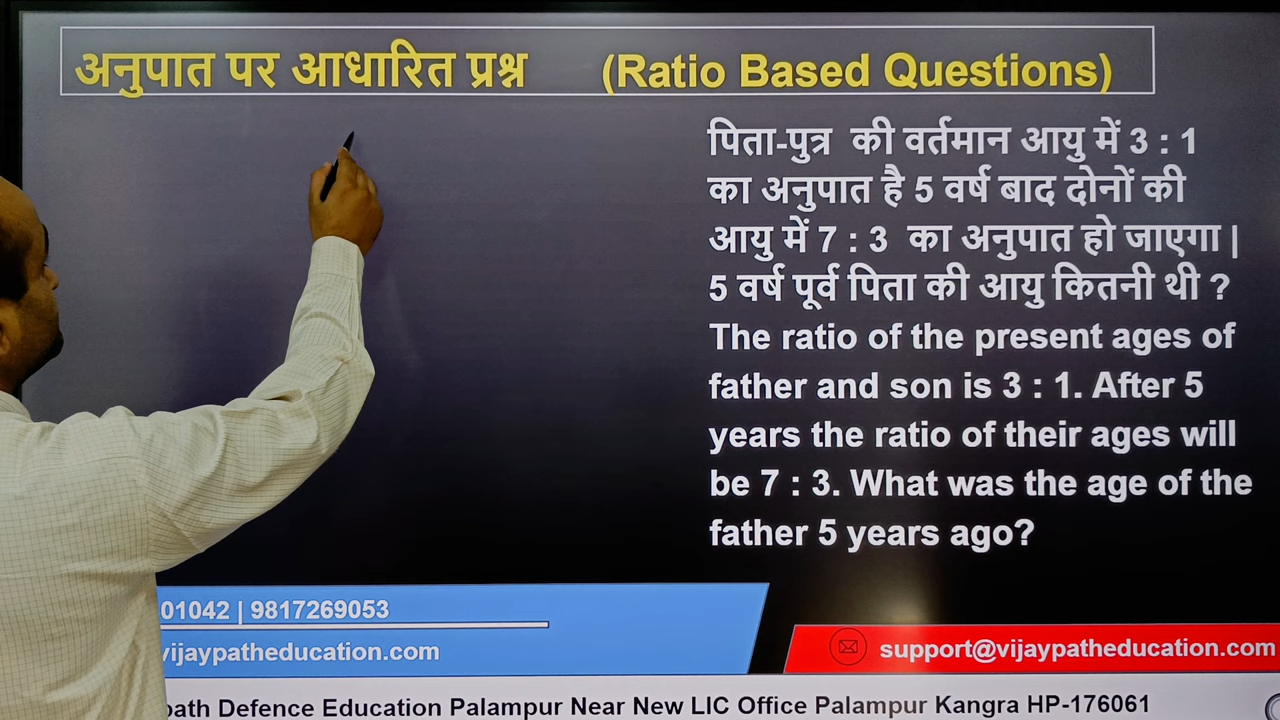 अनुपात पर आधारित प्रश्न (Ratio Based Questions)
पिता-पुत्र की वर्तमान आयु में 3 : 1
का अनुपात है 5 वर्ष बाद दोनों की
आयु में 7 : 3 का अनुपात हो जाएगा |
5 वर्ष पूर्व पिता की आयु कितनी थी ?
The ratio of the present ages of
father and son is 3 : 1. After 5
years the ratio of their ages will
be 7 : 3. What was the age of the
father 5 years ago?
01042 | 9817269053
vijaypatheducation.com
support@vijaypatheducation.com
path Defence Education Palampur Near New LIC Office Palampur Kangra HP-176061